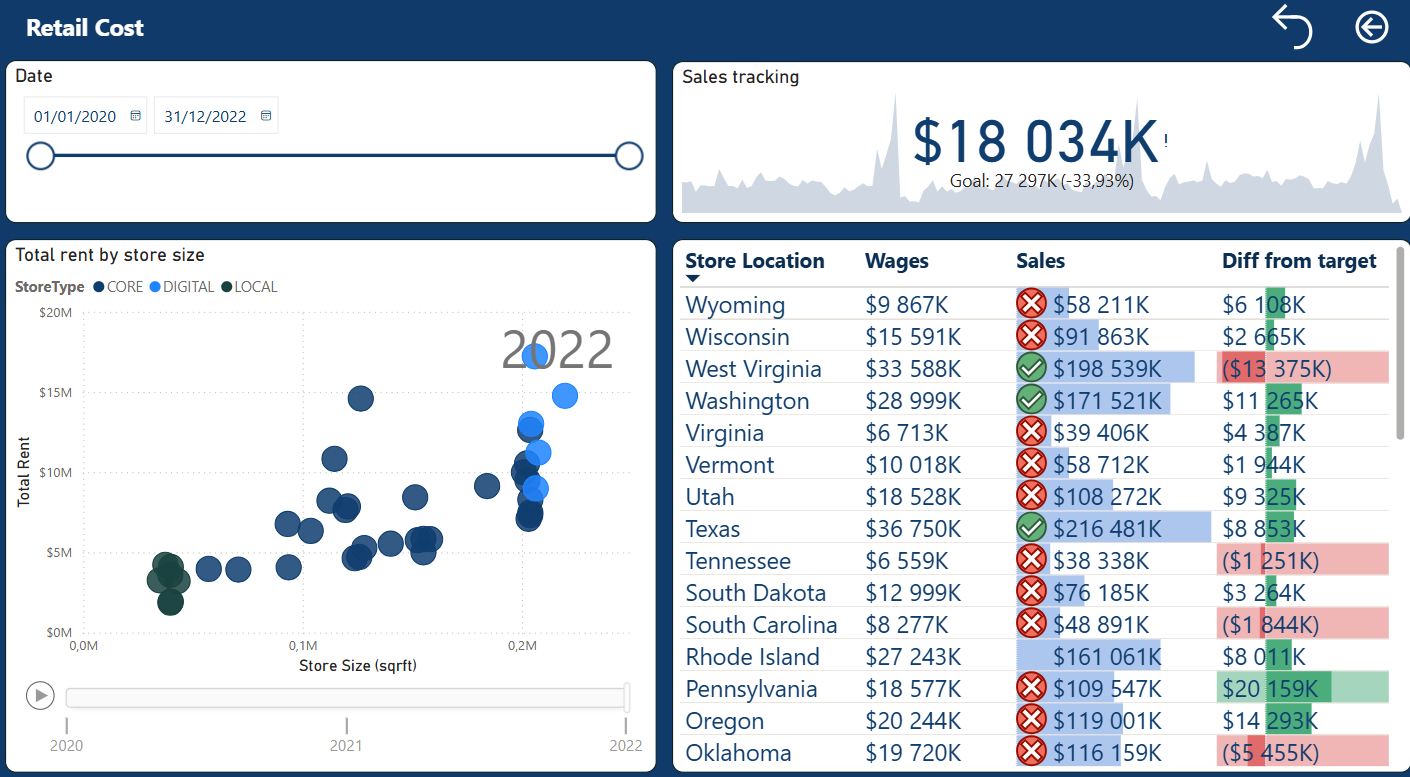 Retail Cost
Date
01/01/2020 31/12/2022
Sales tracking
$18 034K!
Goal: 27 297K (-33,93%)
Total rent by store size
StoreType CORE DIGITAL LOCAL
2022
Total Rent
$20M
$15M
$10M
$5M
$0M
0,0M 0,1M 0,2M
Store Size (sqrft)
2020 2021 2022
Store Location Wages Sales Diff from target
Wyoming $9 867K $58 211K $6 108K
Wisconsin $15 591K $91 863K $2 665K
West Virginia $33 588K $198 539K ($13 375K)
Washington $28 999K $171 521K $11 265K
Virginia $6 713K $39 406K $4 387K
Vermont $10 018K $58 712K $1 944K
Utah $18 528K $108 272K $9 325K
Texas $36 750K $216 481K $8 853K
Tennessee $6 559K $38 338K ($1 251K)
South Dakota $12 999K $76 185K $3 264K
South Carolina $8 277K $48 891K ($1 844K)
Rhode Island $27 243K $161 061K $8 011K
Pennsylvania $18 577K $109 547K $20 159K
Oregon $20 244K $119 001K $14 293K
Oklahoma $19 720K $116 159K ($5 455K)